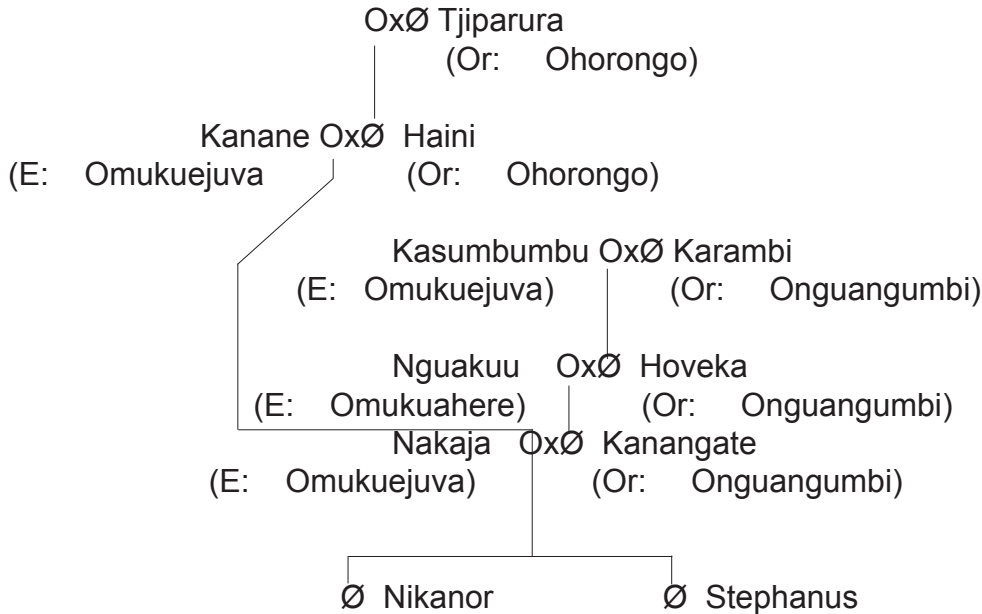 OxØ Tjiparura
(Or: Ohorongo)
Kanane OxØ Haini
(E: Omukuejuva (Or: Ohorongo)
Kasumbumbu OxØ Karambi
(E: Omukuejuva) (Or: Onguangumbi)
Nguakuu OxØ Hoveka
(E: Omukuahere) (Or: Onguangumbi)
Nakaja OxØ Kanangate
(E: Omukuejuva) (Or: Onguangumbi)
Ø Nikanor Ø Stephanus